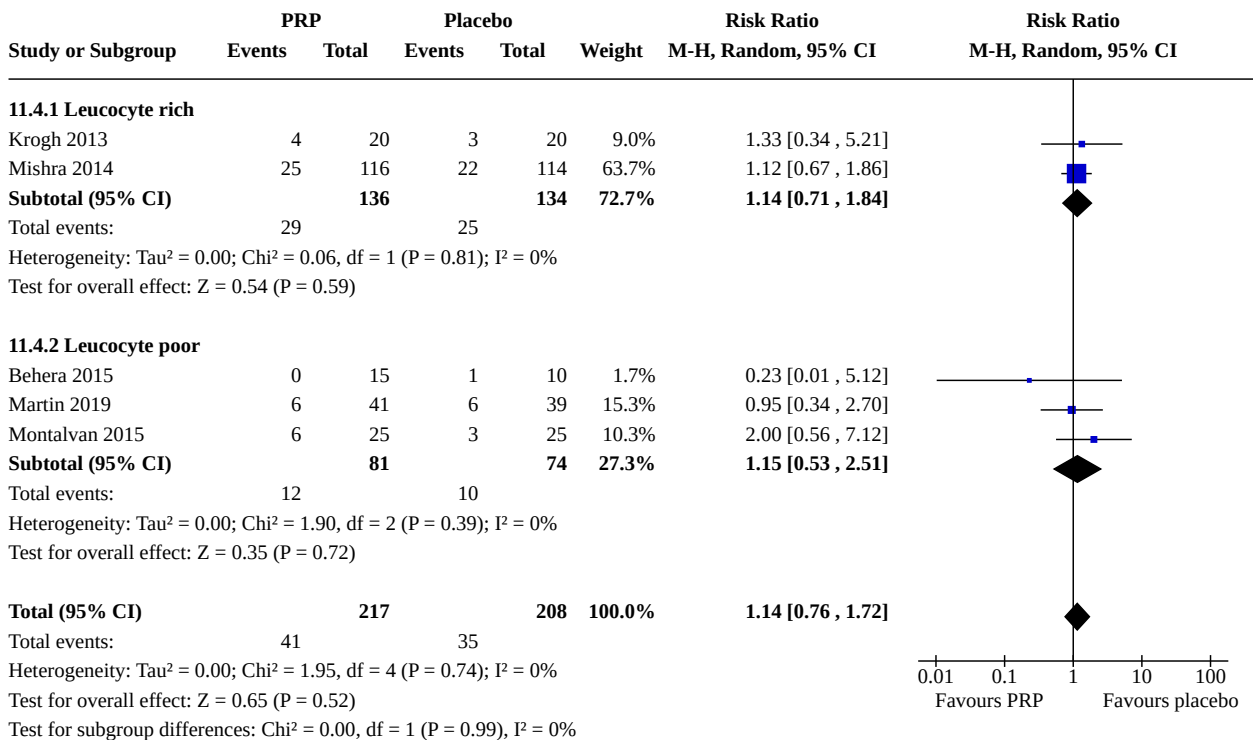 PRP Placebo Risk Ratio Risk Ratio
Study or Subgroup Events Total Events Total Weight M-H, Random, 95% CI M-H, Random, 95% CI
11.4.1 Leucocyte rich
Krogh 2013 4 20 3 20 9.0% 1.33 [0.34 , 5.21]
Mishra 2014 25 116 22 114 63.7% 1.12 [0.67 , 1.86]
Subtotal (95% CI) 136 134 72.7% 1.14 [0.71 , 1.84]
Total events: 29 25
Heterogeneity: Tau² = 0.00; Chi² = 0.06, df = 1 (P = 0.81); I² = 0%
Test for overall effect: Z = 0.54 (P = 0.59)
11.4.2 Leucocyte poor
Behera 2015 0 15 1 10 1.7% 0.23 [0.01 , 5.12]
Martin 2019 6 41 6 39 15.3% 0.95 [0.34 , 2.70]
Montalvan 2015 6 25 3 25 10.3% 2.00 [0.56 , 7.12]
Subtotal (95% CI) 81 74 27.3% 1.15 [0.53 , 2.51]
Total events: 12 10
Heterogeneity: Tau² = 0.00; Chi² = 1.90, df = 2 (P = 0.39); I² = 0%
Test for overall effect: Z = 0.35 (P = 0.72)
Total (95% CI) 217 208 100.0% 1.14 [0.76 , 1.72]
Total events: 41 35
Heterogeneity: Tau² = 0.00; Chi² = 1.95, df = 4 (P = 0.74); I² = 0%
0.01 0.1 1 10 100
Test for overall effect: Z = 0.65 (P = 0.52)
Favours PRP Favours placebo
Test for subgroup differences: Chi² = 0.00, df = 1 (P = 0.99), I² = 0%